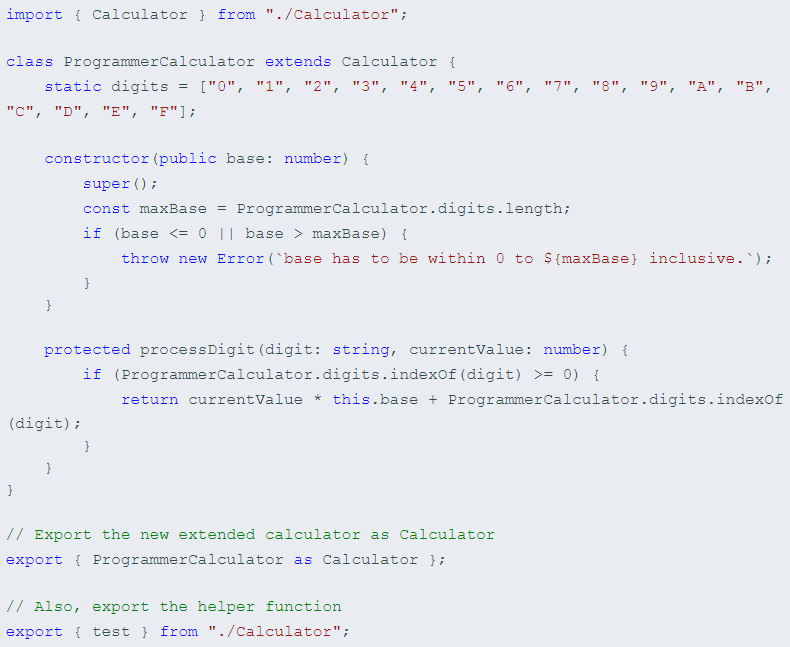 import { Calculator } from "./Calculator";

class ProgrammerCalculator extends Calculator {
    static digits = ["0", "1", "2", "3", "4", "5", "6", "7", "8", "9", "A", "B",
"C", "D", "E", "F"];

    constructor(public base: number) {
        super();
        const maxBase = ProgrammerCalculator.digits.length;
        if (base <= 0 || base > maxBase) {
            throw new Error(`base has to be within 0 to ${maxBase} inclusive.`);
        }
    }

    protected processDigit(digit: string, currentValue: number) {
        if (ProgrammerCalculator.digits.indexOf(digit) >= 0) {
            return currentValue * this.base + ProgrammerCalculator.digits.indexOf
(digit);
        }
    }
}

// Export the new extended calculator as Calculator
export { ProgrammerCalculator as Calculator };

// Also, export the helper function
export { test } from "./Calculator";